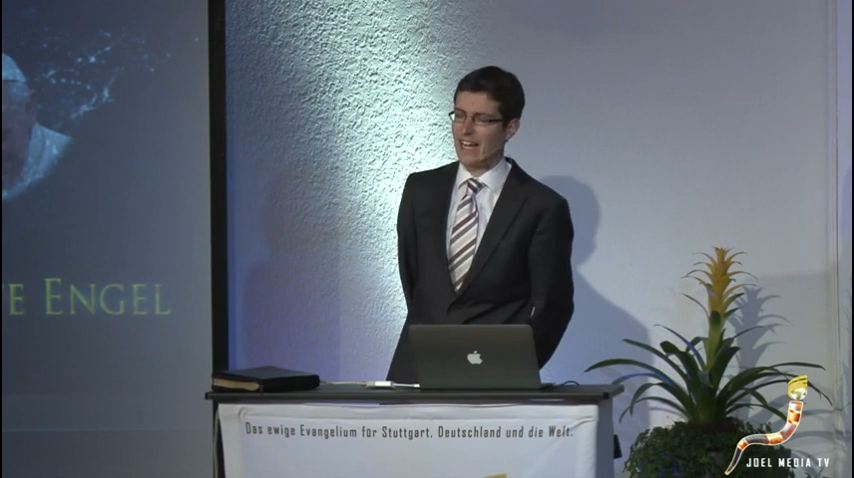 E ENGEL
Das ewige Evangelium für Stuttgart, Deutschland und die Welt.
JOEL MEDIA TV